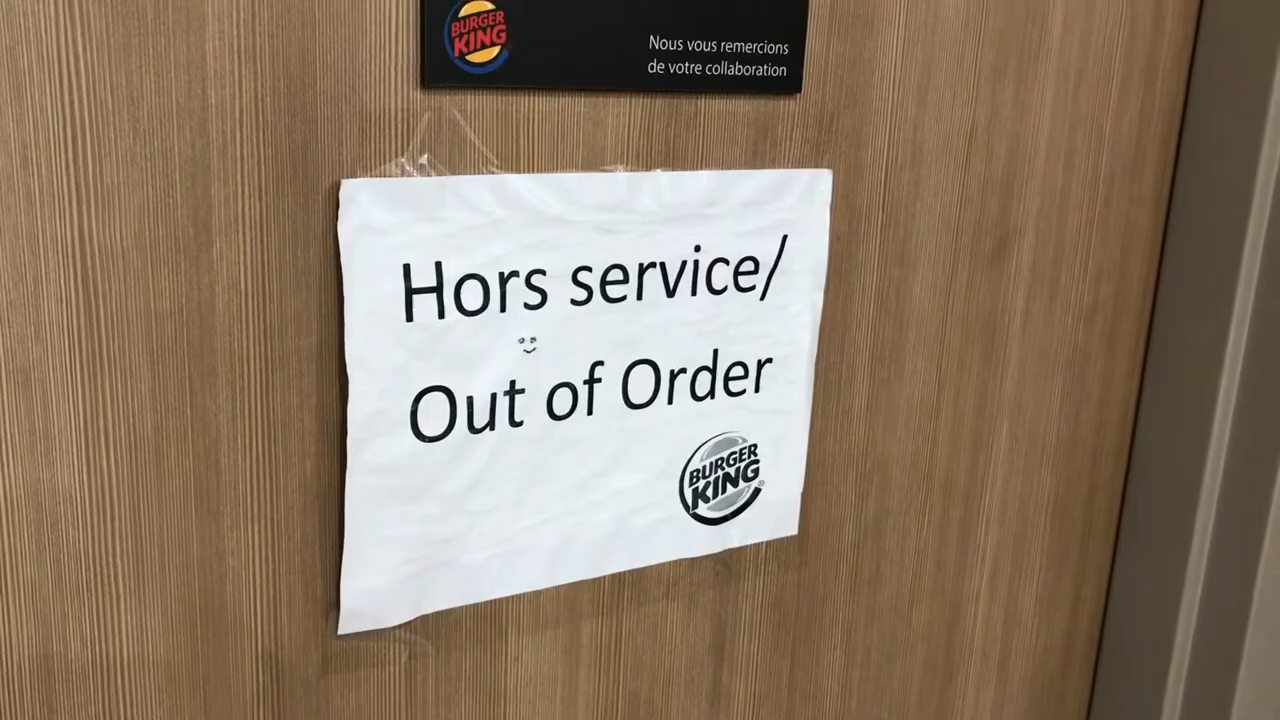 BURGER
KING
Nous vous remercions
de votre collaboration
Hors service/
Out of Order
BURGER
KING
®